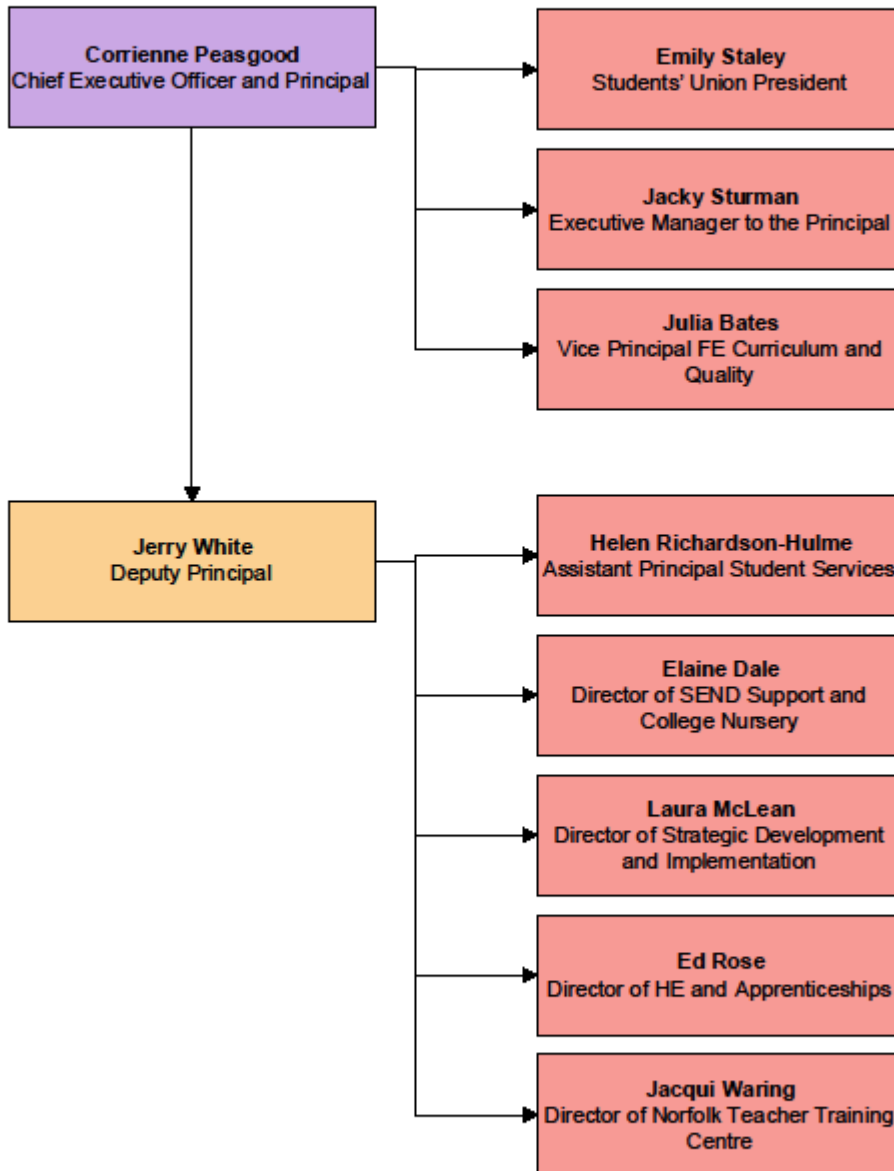 Corrienne Peasgood
Chief Executive Officer and Principal
Emily Staley
Students' Union President
Jacky Sturman
Executive Manager to the Principal
Julia Bates
Vice Principal FE Curriculum and
Quality
Jerry White
Deputy Principal
Helen Richardson-Hulme
Assistant Principal Student Services
Elaine Dale
Director of SEND Support and
College Nursery
Laura McLean
Director of Strategic Development
and Implementation
Ed Rose
Director of HE and Apprenticeships
Jacqui Waring
Director of Norfolk Teacher Training
Centre